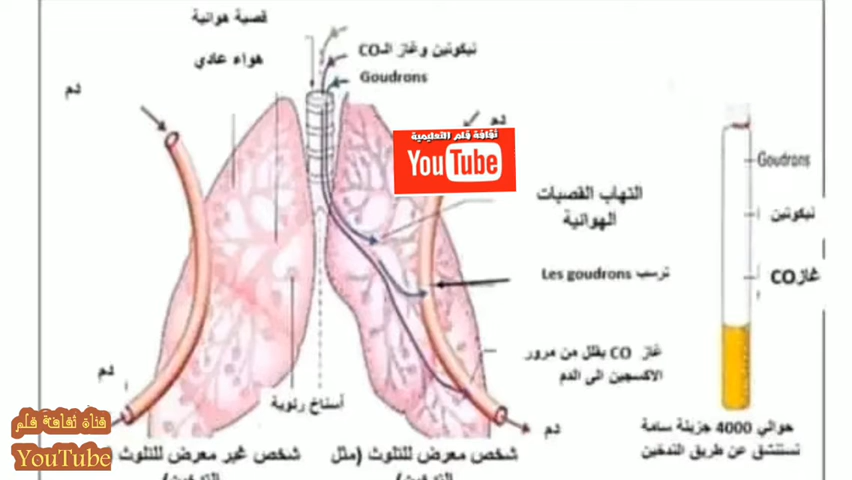 قصبة هوائية
هواء عادي
نيكوتين وغاز الـCO
Goudrons
دم
دم
ثقافة قلم التعليمية
YouTube
التهاب القصبات
الهوائية
ترسب Les goudrons
غاز CO يقلل من مرور
الاكسجين الى الدم
دم
دم
أسناخ رئوية
شخص معرض للتلوث (مثل
التدخين)
شخص غير معرض للتلوث
التدخين)
Goudrons
نيكوتين
غاز CO
حوالي 4000 جزيئة سامة
تستنشق عن طريق التدخين
قناة ثقافة قلم
YouTube